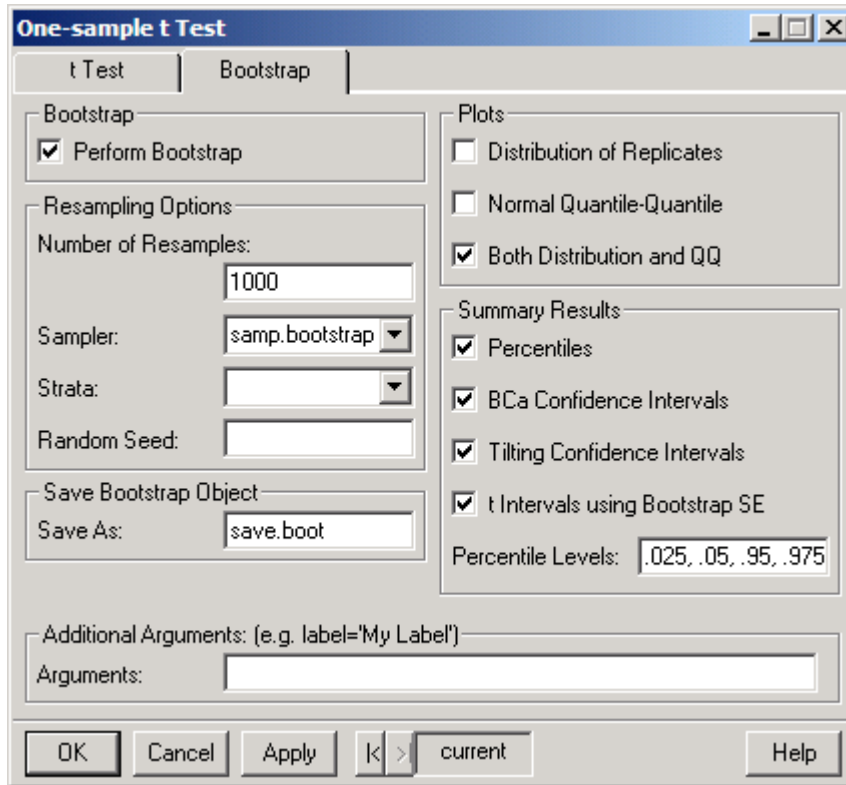 One-sample t Test
t Test
Bootstrap
Bootstrap
Perform Bootstrap
Resampling Options
Number of Resamples:
1000
Sampler: samp.bootstrap
Strata:
Random Seed:
Save Bootstrap Object
Save As: save.boot
Plots
Distribution of Replicates
Normal Quantile-Quantile
Both Distribution and QQ
Summary Results
Percentiles
BCa Confidence Intervals
Tilting Confidence Intervals
t Intervals using Bootstrap SE
Percentile Levels: .025, .05, .95, .975
Additional Arguments: (e.g. label='My Label')
Arguments:
OK Cancel Apply current Help